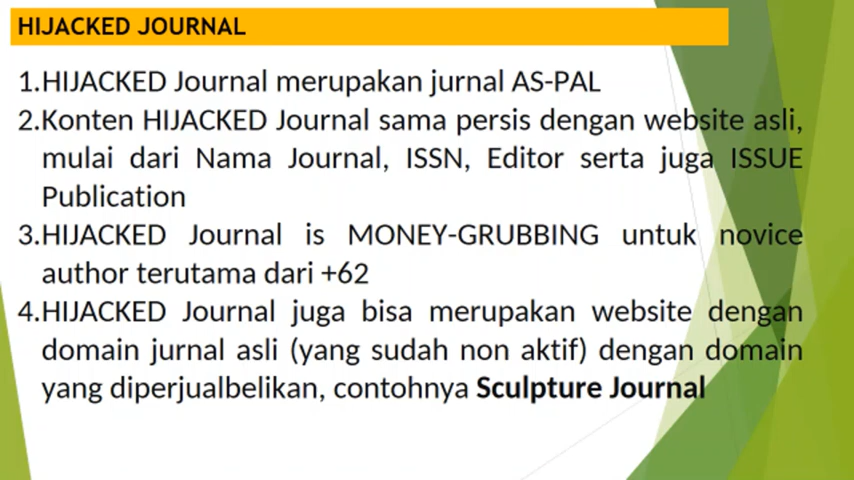 HIJACKED JOURNAL
1.HIJACKED Journal merupakan jurnal AS-PAL
2.Konten HIJACKED Journal sama persis dengan website asli,
mulai dari Nama Journal, ISSN, Editor serta juga ISSUE
Publication
3.HIJACKED Journal is MONEY-GRUBBING untuk novice
author terutama dari +62
4.HIJACKED Journal juga bisa merupakan website dengan
domain jurnal asli (yang sudah non aktif) dengan domain
yang diperjualbelikan, contohnya Sculpture Journal